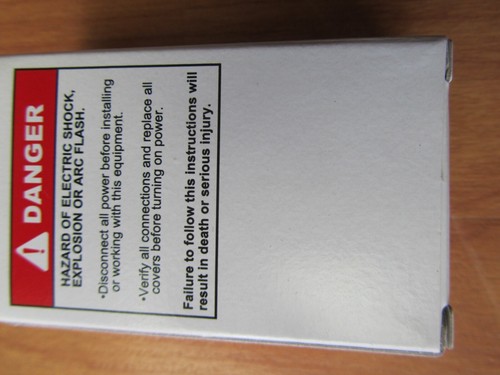 DANGER
HAZARD OF ELECTRIC SHOCK,
EXPLOSION OR ARC FLASH.
•Disconnect all power before installing
or working with this equipment.
•Verify all connections and replace all
covers before turning on power.
Failure to follow this instructions will
result in death or serious injury.